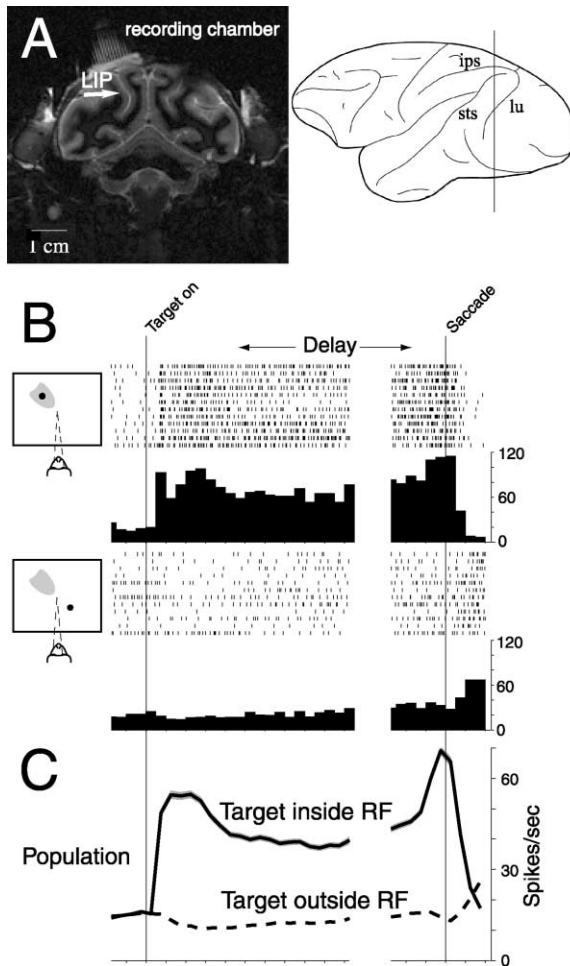 A
recording chamber
LIP
1 cm
ips
sts
lu
B
Target on
Saccade
Delay
120
60
0
120
60
0
C
Population
Target inside RF
Target outside RF
60
30
0
Spikes/sec